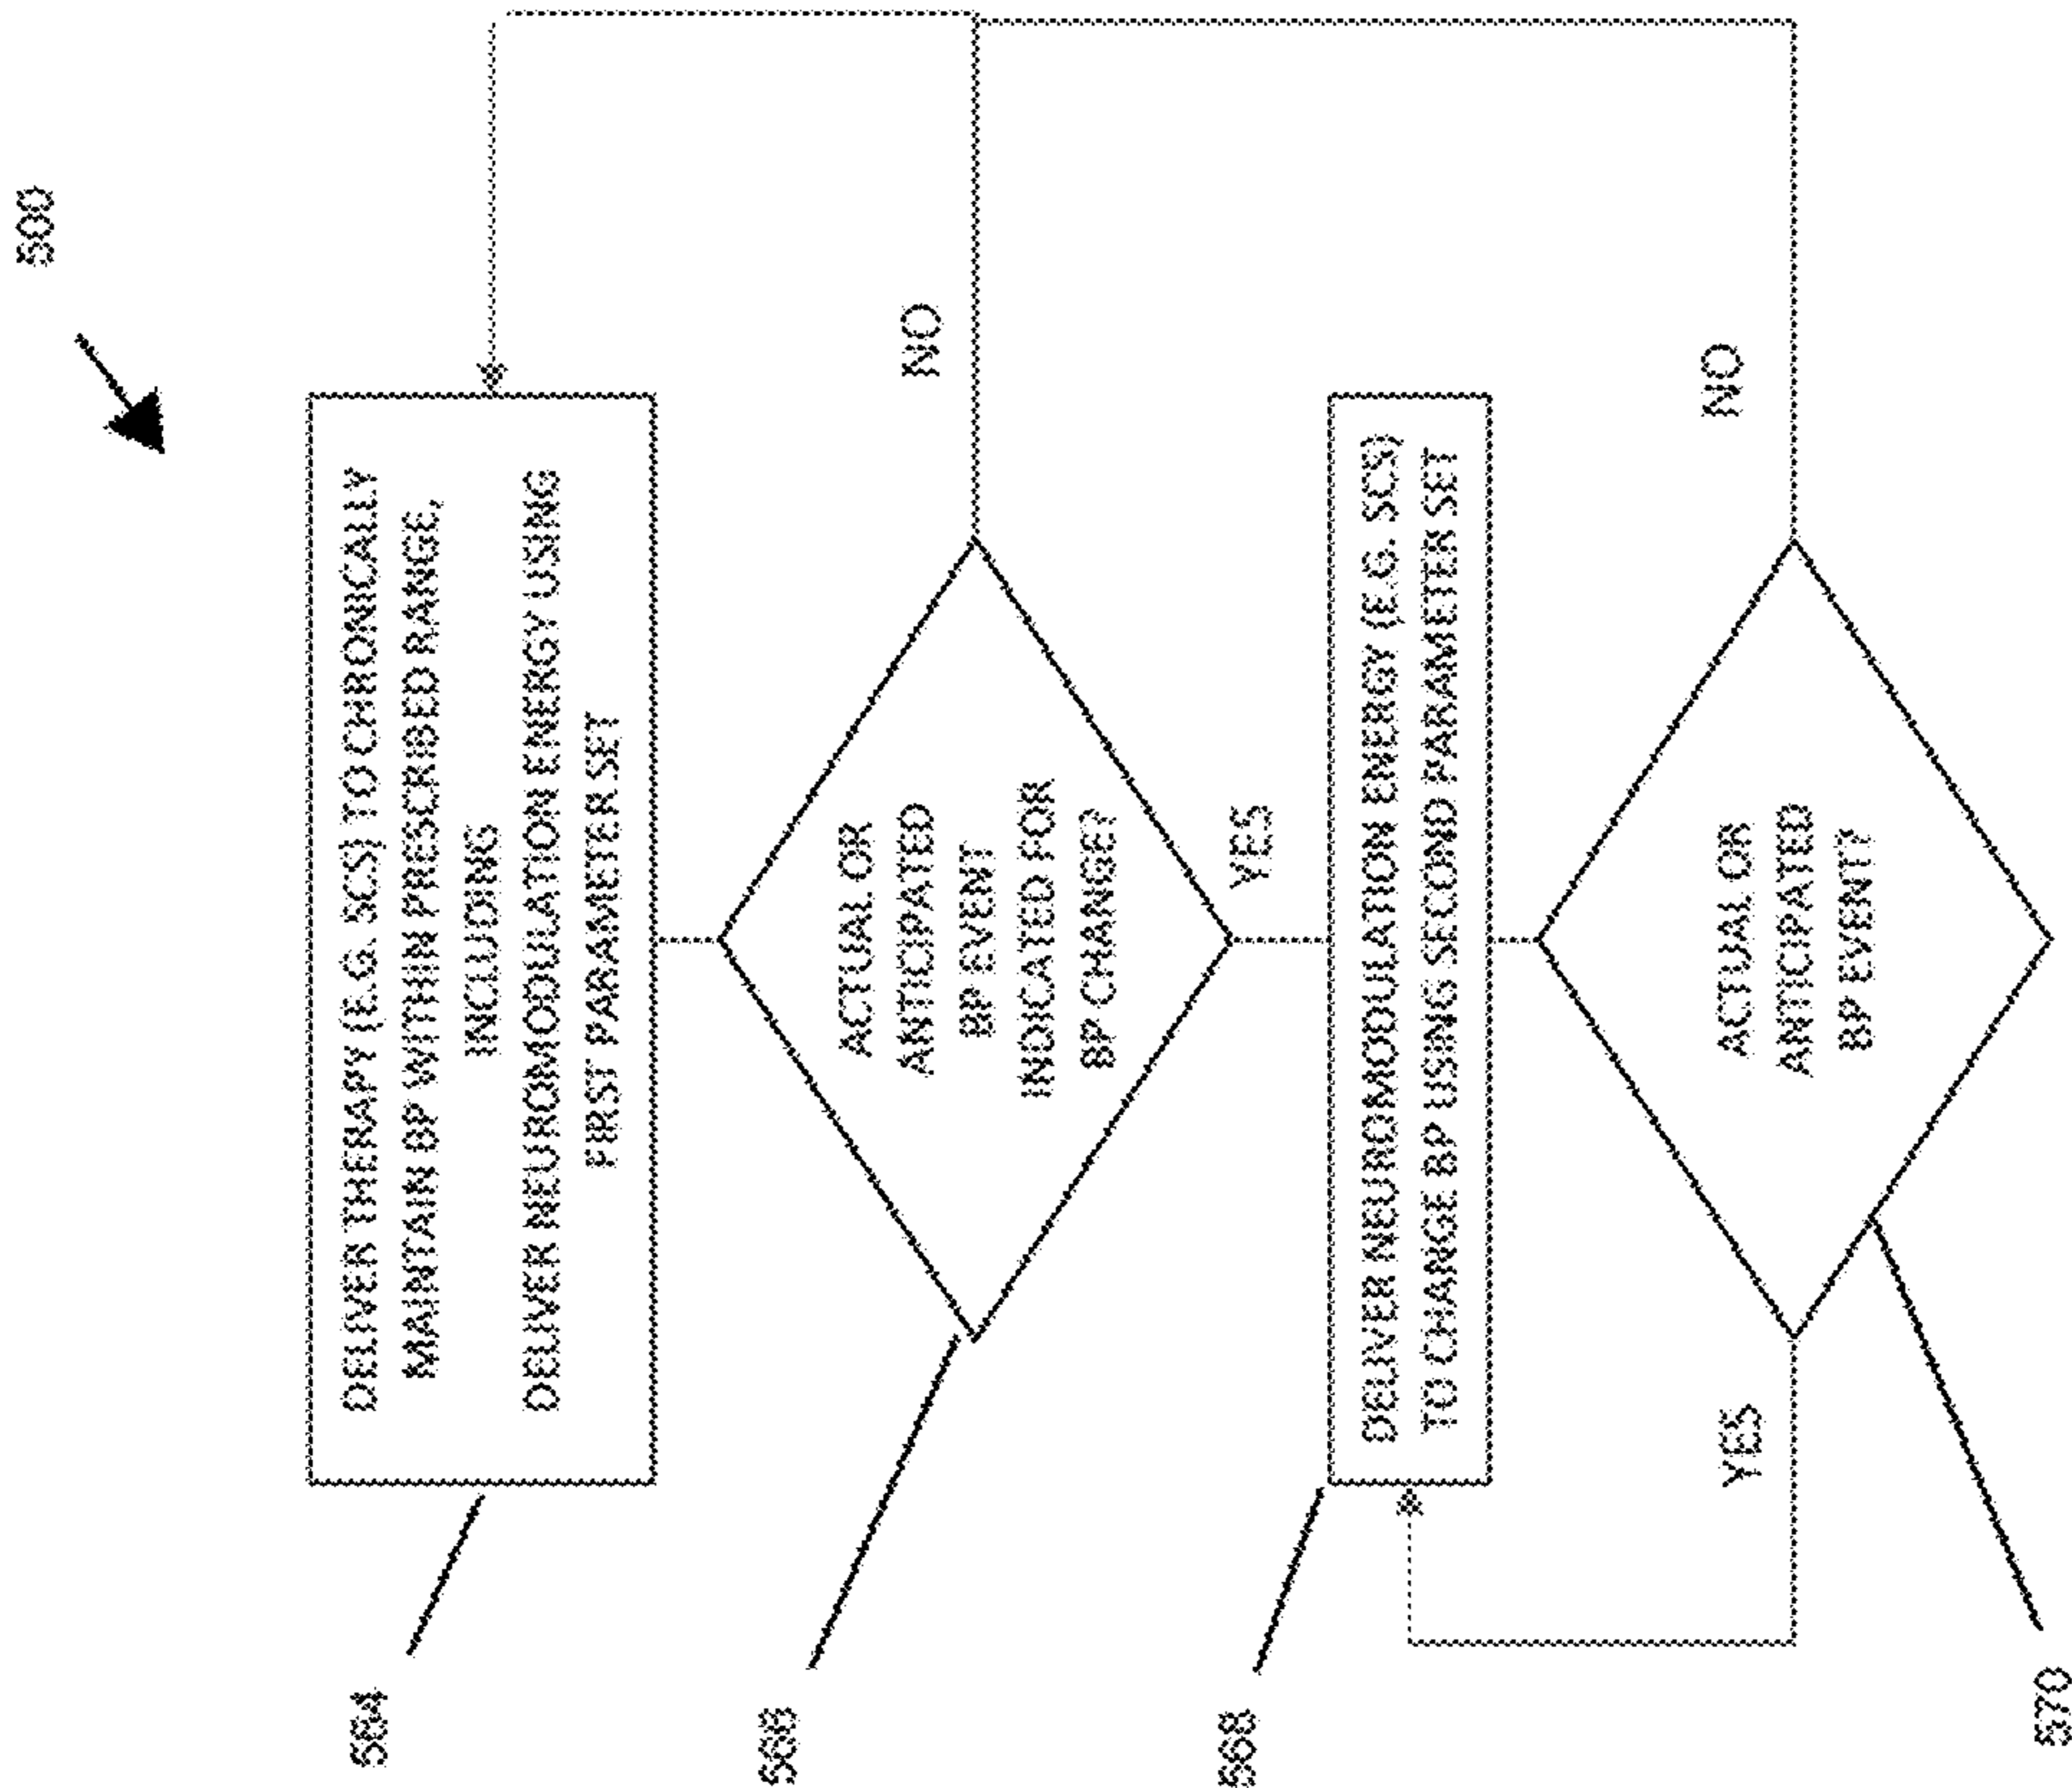 500
DELIVER THERAPY (E.G. SCS) TO CHRONICALLY
MAINTAIN BP WITHIN PRESCRIBED RANGE,
INCLUDING
DELIVER NEUROMODULATION ENERGY USING
FIRST PARAMETER SET
ACTUAL OR
ANTICIPATED
BP EVENT
INDICATED FOR
BP CHANGE?
NO
YES
568
DELIVER NEUROMODULATION ENERGY (E.G. SCS)
TO CHANGE BP USING SECOND PARAMETER SET
ACTUAL OR
ANTICIPATED
BP EVENT?
NO
YES
570